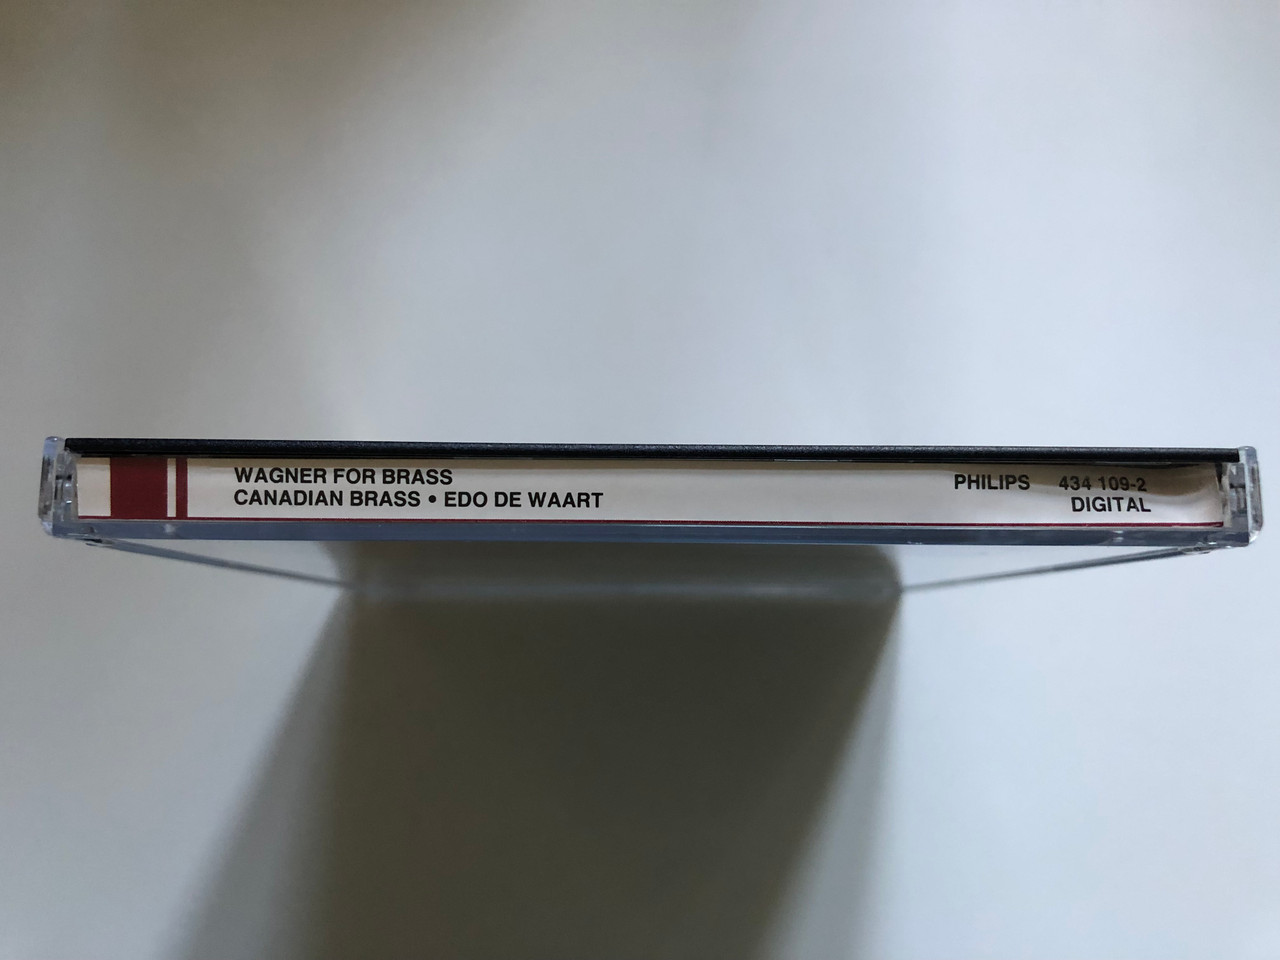 WAGNER FOR BRASS
CANADIAN BRASS • EDO DE WAART
PHILIPS 434 109-2
DIGITAL